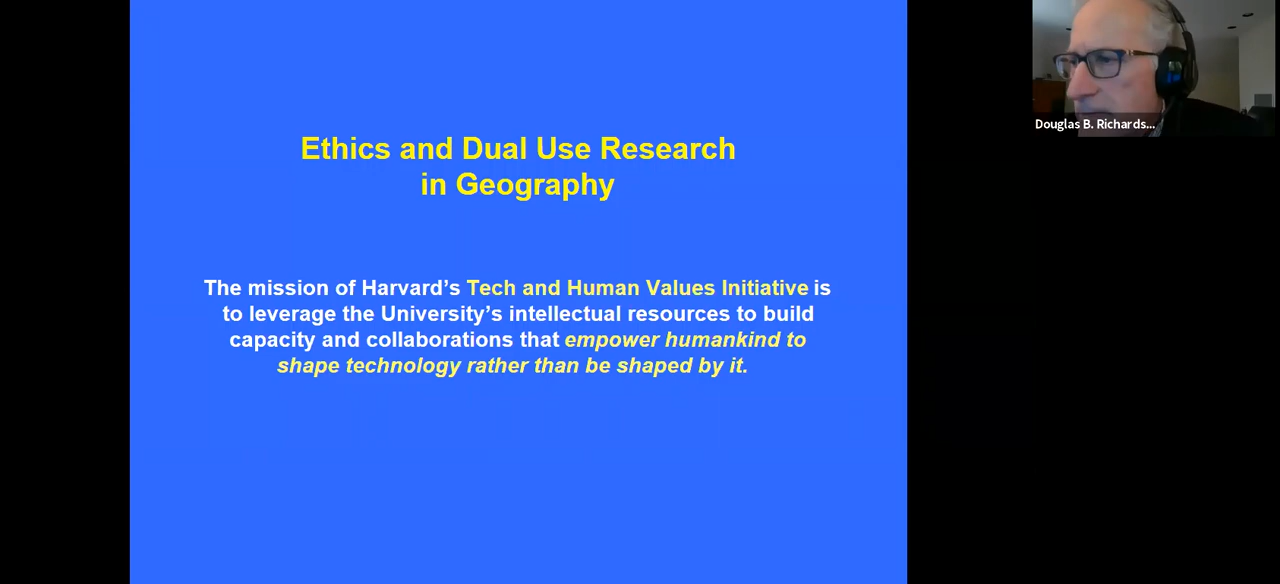 Ethics and Dual Use Research
in Geography
The mission of Harvard’s Tech and Human Values Initiative is
to leverage the University’s intellectual resources to build
capacity and collaborations that empower humankind to
shape technology rather than be shaped by it.
Douglas B. Richards...